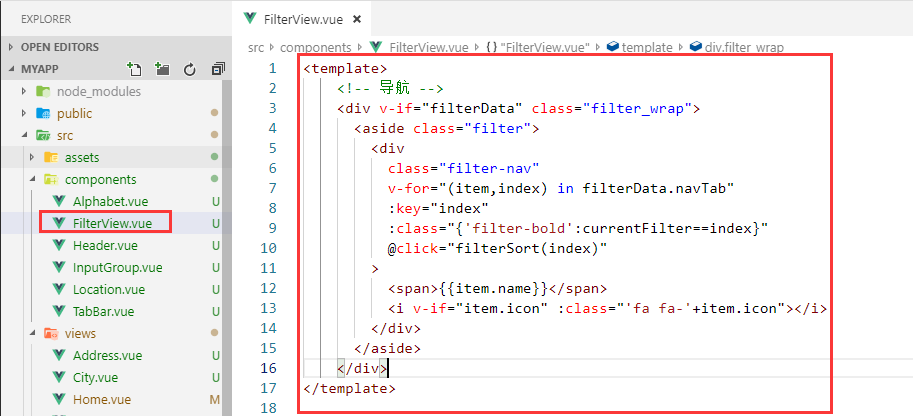 EXPLORER
OPEN EDITORS
MYAPP
node_modules
public
src
assets
components
Alphabet.vue U
FilterView.vue U
Header.vue U
InputGroup.vue U
Location.vue U
TabBar.vue U
views
Address.vue U
City.vue U
Home.vue M
FilterView.vue ×
src › components › FilterView.vue › {} "FilterView.vue" › template › div.filter_wrap
1 <template>
2 <!-- 导航 -->
3 <div v-if="filterData" class="filter_wrap">
4 <aside class="filter">
5 <div
6 class="filter-nav"
7 v-for="(item,index) in filterData.navTab"
8 :key="index"
9 :class="{'filter-bold':currentFilter==index}"
10 @click="filterSort(index)"
11 >
12 <span>{{item.name}}</span>
13 <i v-if="item.icon" :class="'fa fa-'+item.icon"></i>
14 </div>
15 </aside>
16 </div>
17 </template>
18